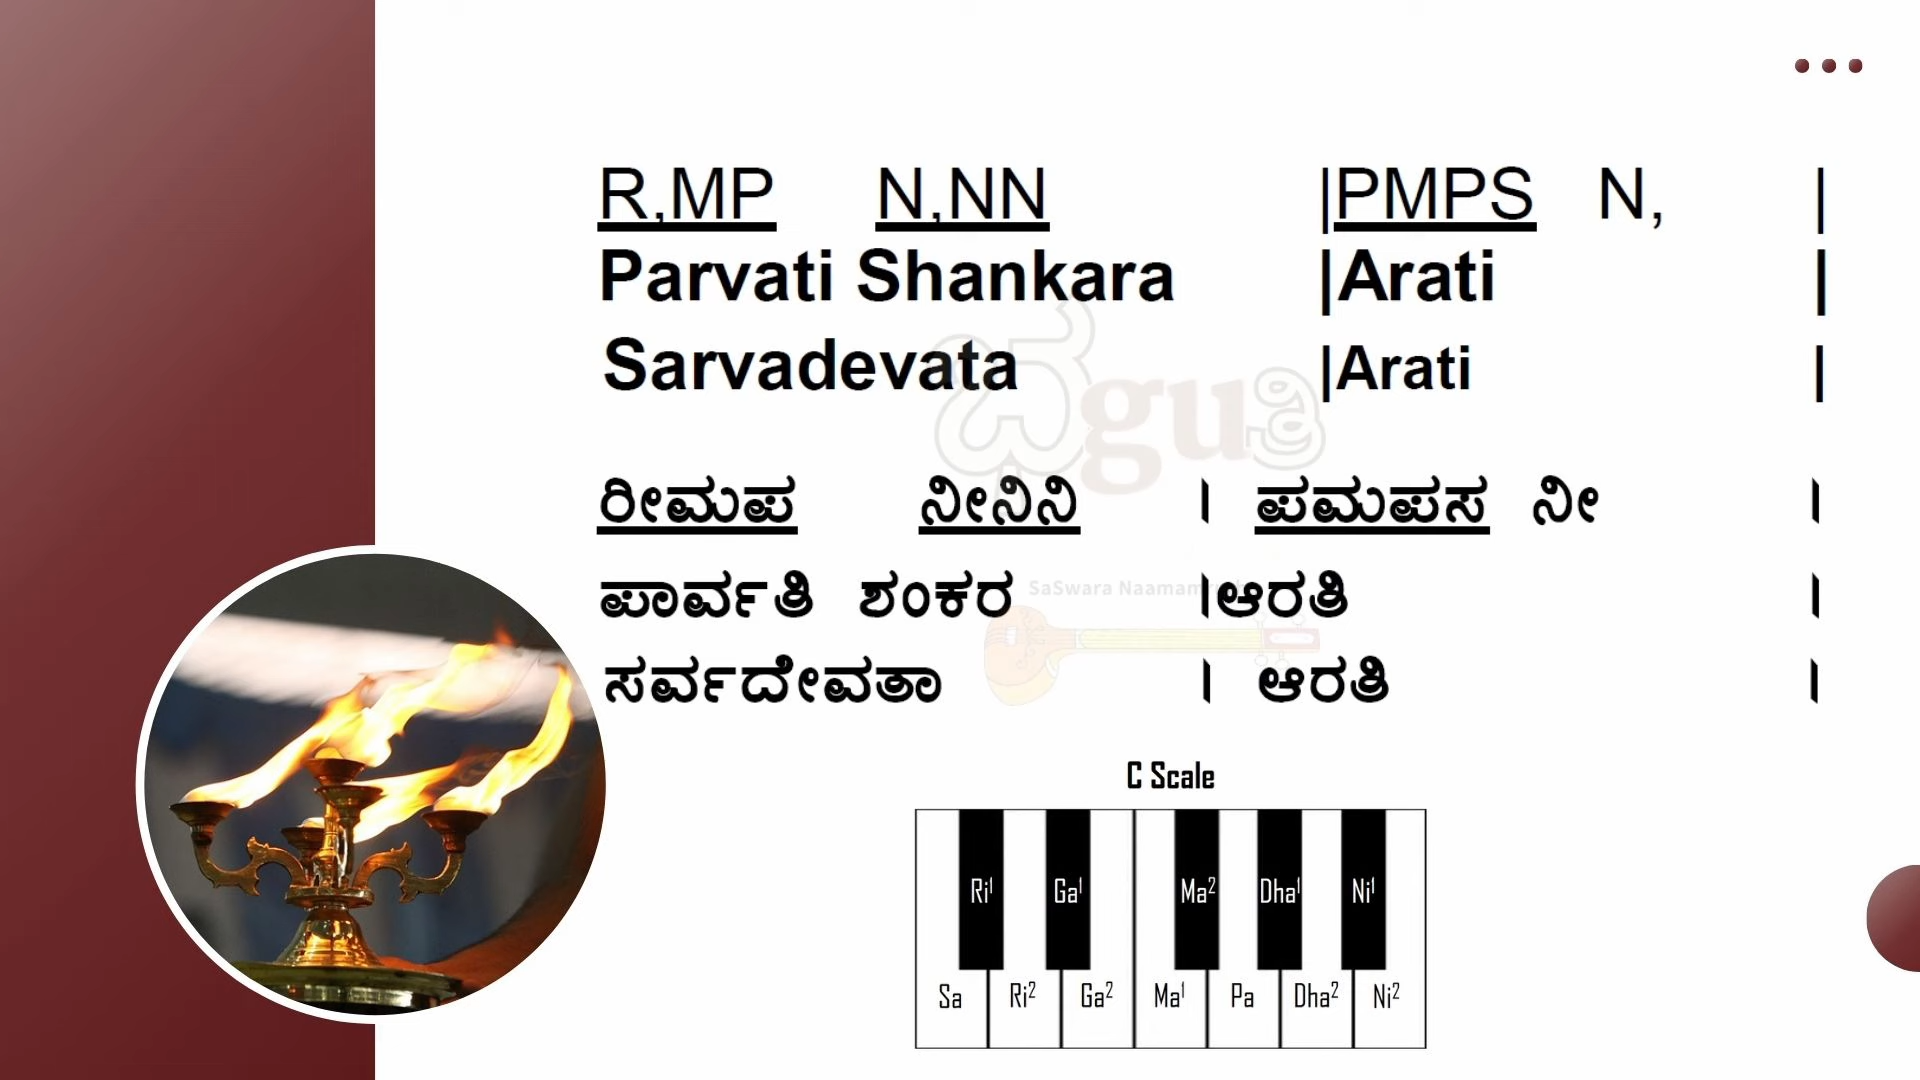 R,MP N,NN |PMPS N, |
Parvati Shankara |Arati |
Sarvadevata |Arati |
ರೀಮಪ ನೀನಿನಿ | ಪಮಪಸ ನೀ |
ಪಾರ್ವತಿ ಶಂಕರ |ಆರತಿ |
ಸರ್ವದೇವತಾ | ಆರತಿ |
SaSwara
C Scale
Ri1 Ga1 Ma2 Dha1 Ni1
Sa Ri2 Ga2 Ma1 Pa Dha2 Ni2